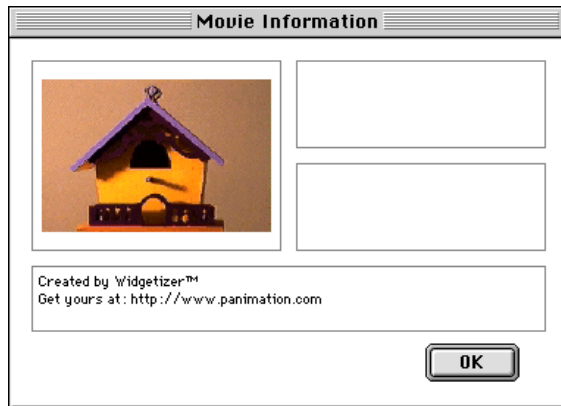 Movie Information
Created by Widgetizer™
Get yours at: http://www.panimation.com
OK